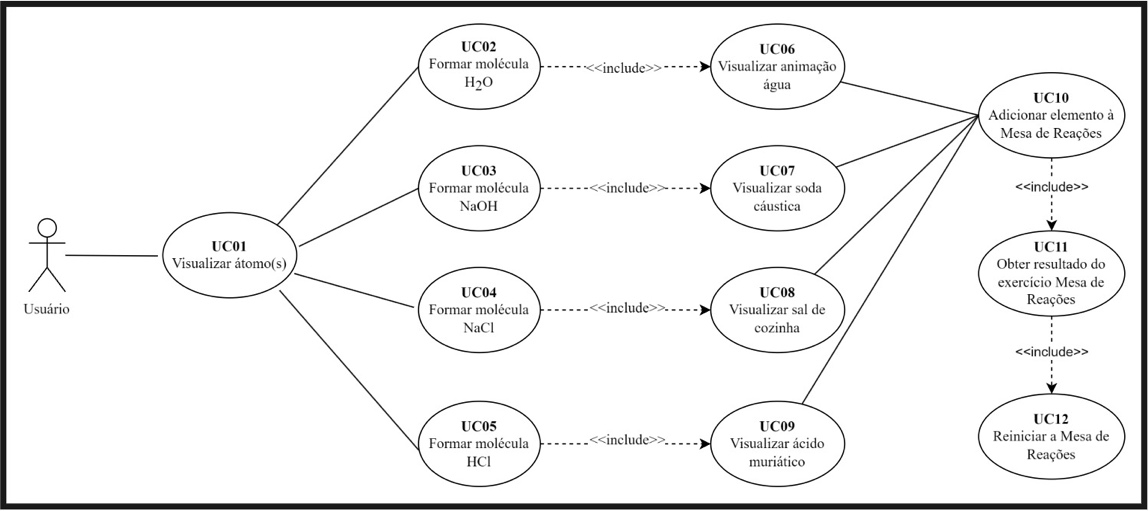 UC02
Formar molécula
H2O
<<include>>
UC06
Visualizar animação
água
UC10
Adicionar elemento à
Mesa de Reações
UC03
Formar molécula
NaOH
<<include>>
UC07
Visualizar soda
cáustica
<<include>>
Usuário
UC01
Visualizar átomo(s)
UC11
Obter resultado do
exercício Mesa de
Reações
UC04
Formar molécula
NaCl
<<include>>
UC08
Visualizar sal de
cozinha
<<include>>
UC05
Formar molécula
HCl
<<include>>
UC09
Visualizar ácido
muriático
UC12
Reiniciar a Mesa de
Reações